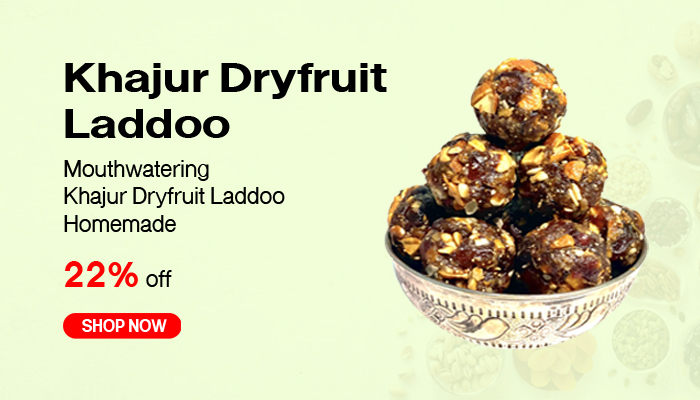 Khajur Dryfruit
Laddoo
Mouthwatering
Khajur Dryfruit Laddoo
Homemade
22% off
SHOP NOW